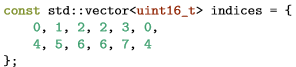 const std::vector<uint16_t> indices = {
    0, 1, 2, 2, 3, 0,
    4, 5, 6, 6, 7, 4
};